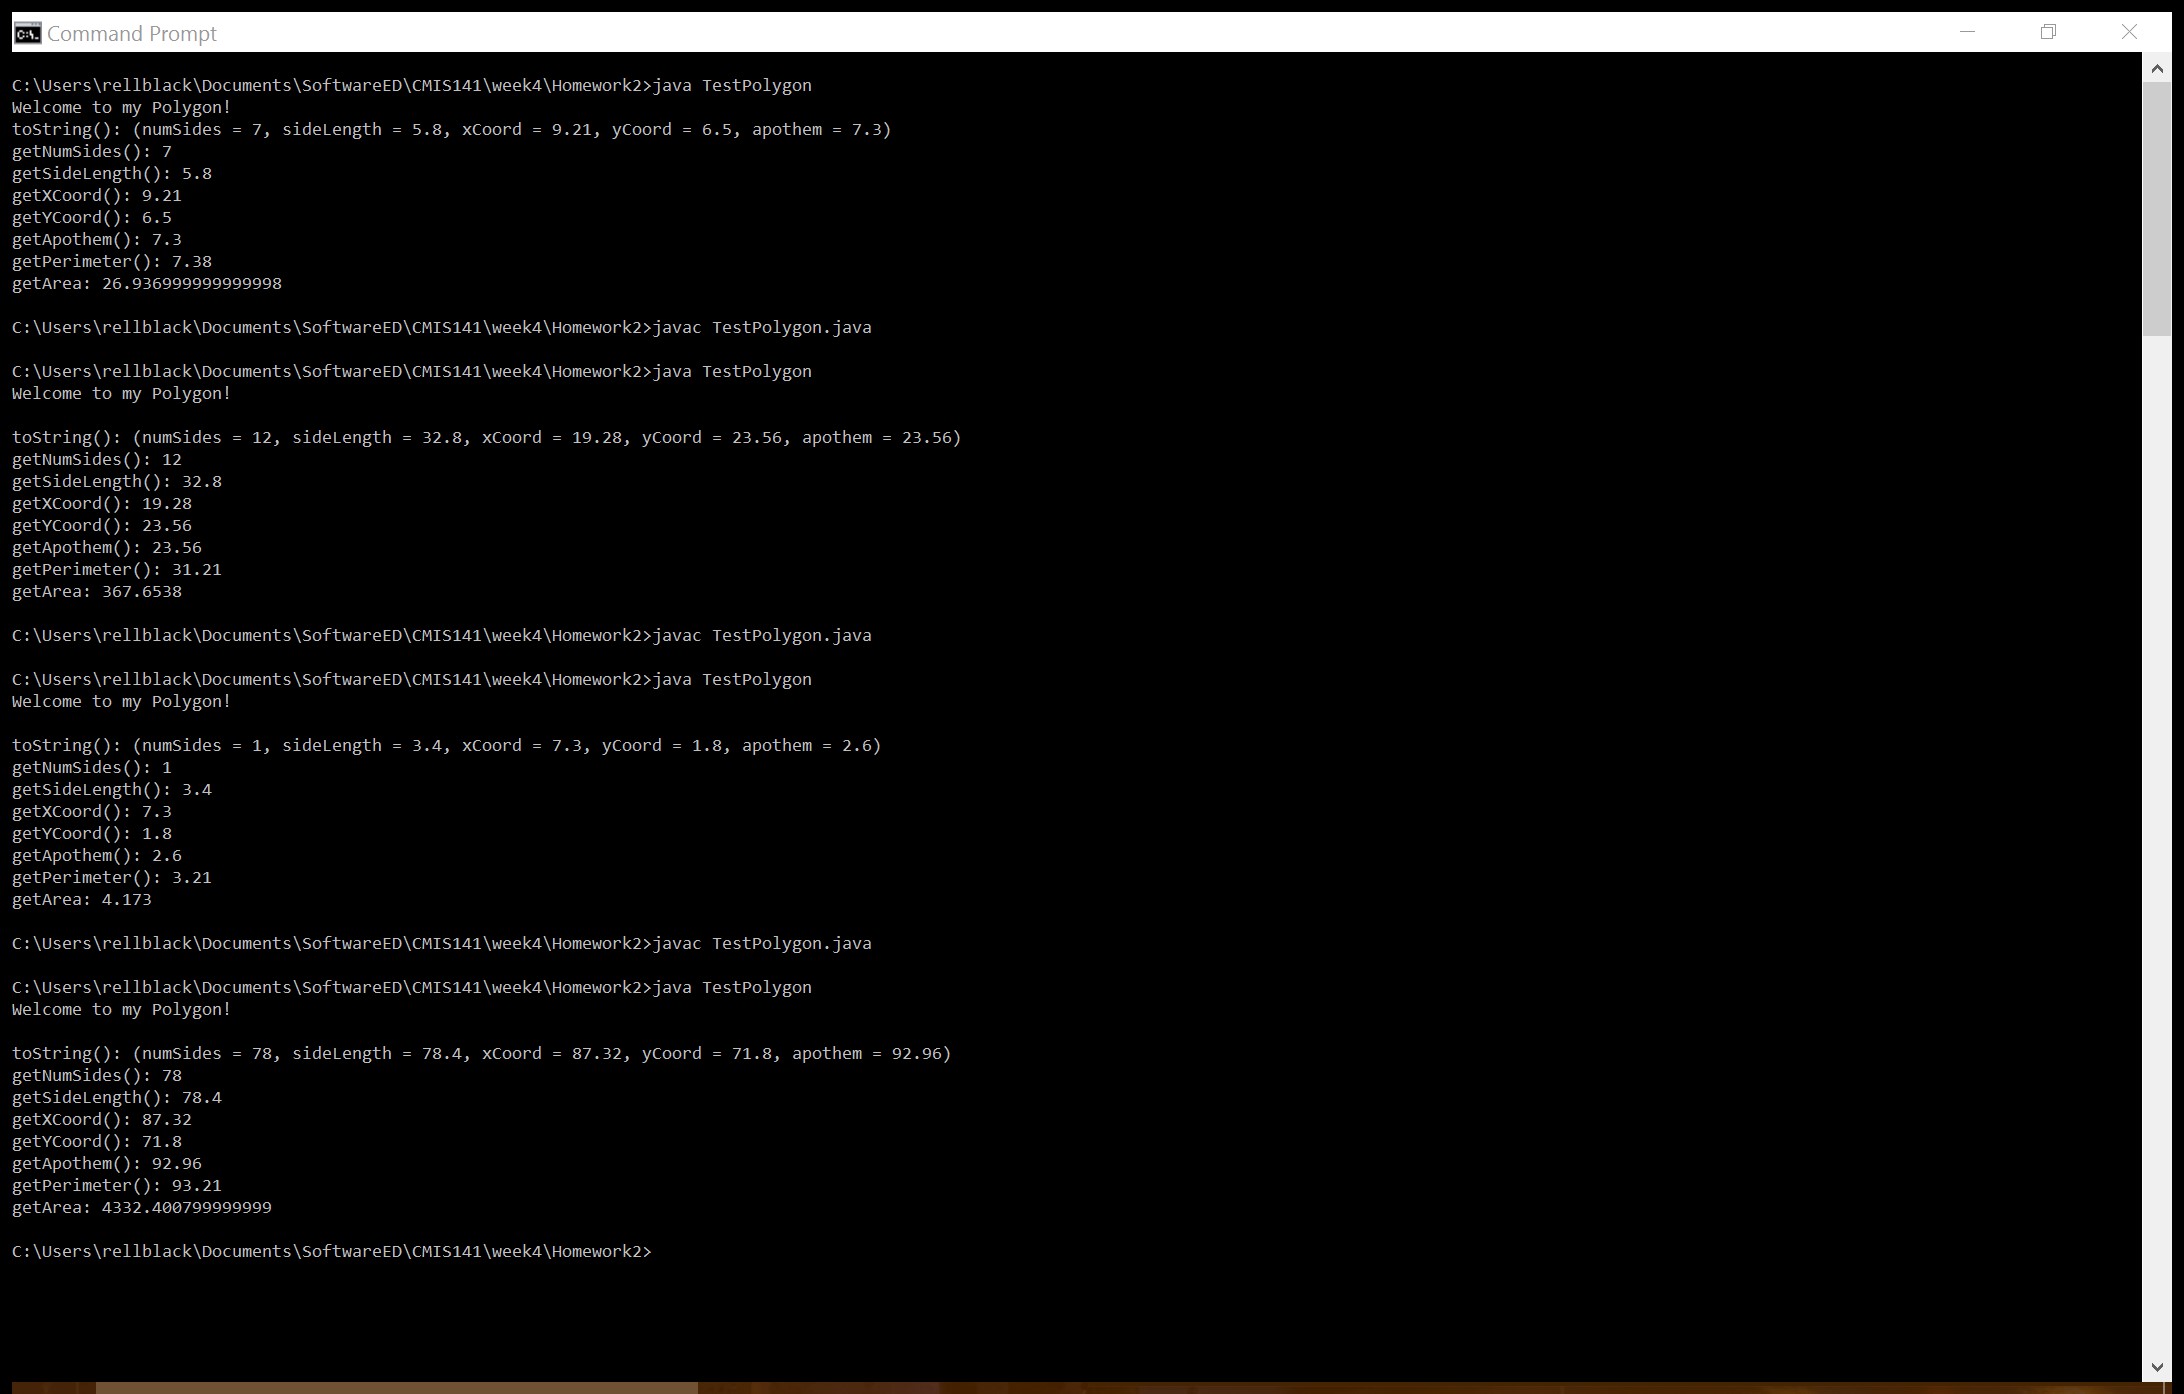 Command Prompt
C:\Users\rellblack\Documents\SoftwareED\CMIS141\week4\Homework2>java TestPolygon
Welcome to my Polygon!
toString(): (numSides = 7, sideLength = 5.8, xCoord = 9.21, yCoord = 6.5, apothem = 7.3)
getNumSides(): 7
getSideLength(): 5.8
getXCoord(): 9.21
getYCoord(): 6.5
getApothem(): 7.3
getPerimeter(): 7.38
getArea: 26.936999999999998
C:\Users\rellblack\Documents\SoftwareED\CMIS141\week4\Homework2>javac TestPolygon.java
C:\Users\rellblack\Documents\SoftwareED\CMIS141\week4\Homework2>java TestPolygon
Welcome to my Polygon!
toString(): (numSides = 12, sideLength = 32.8, xCoord = 19.28, yCoord = 23.56, apothem = 23.56)
getNumSides(): 12
getSideLength(): 32.8
getXCoord(): 19.28
getYCoord(): 23.56
getApothem(): 23.56
getPerimeter(): 31.21
getArea: 367.6538
C:\Users\rellblack\Documents\SoftwareED\CMIS141\week4\Homework2>javac TestPolygon.java
C:\Users\rellblack\Documents\SoftwareED\CMIS141\week4\Homework2>java TestPolygon
Welcome to my Polygon!
toString(): (numSides = 1, sideLength = 3.4, xCoord = 7.3, yCoord = 1.8, apothem = 2.6)
getNumSides(): 1
getSideLength(): 3.4
getXCoord(): 7.3
getYCoord(): 1.8
getApothem(): 2.6
getPerimeter(): 3.21
getArea: 4.173
C:\Users\rellblack\Documents\SoftwareED\CMIS141\week4\Homework2>javac TestPolygon.java
C:\Users\rellblack\Documents\SoftwareED\CMIS141\week4\Homework2>java TestPolygon
Welcome to my Polygon!
toString(): (numSides = 78, sideLength = 78.4, xCoord = 87.32, yCoord = 71.8, apothem = 92.96)
getNumSides(): 78
getSideLength(): 78.4
getXCoord(): 87.32
getYCoord(): 71.8
getApothem(): 92.96
getPerimeter(): 93.21
getArea: 4332.400799999999
C:\Users\rellblack\Documents\SoftwareED\CMIS141\week4\Homework2>